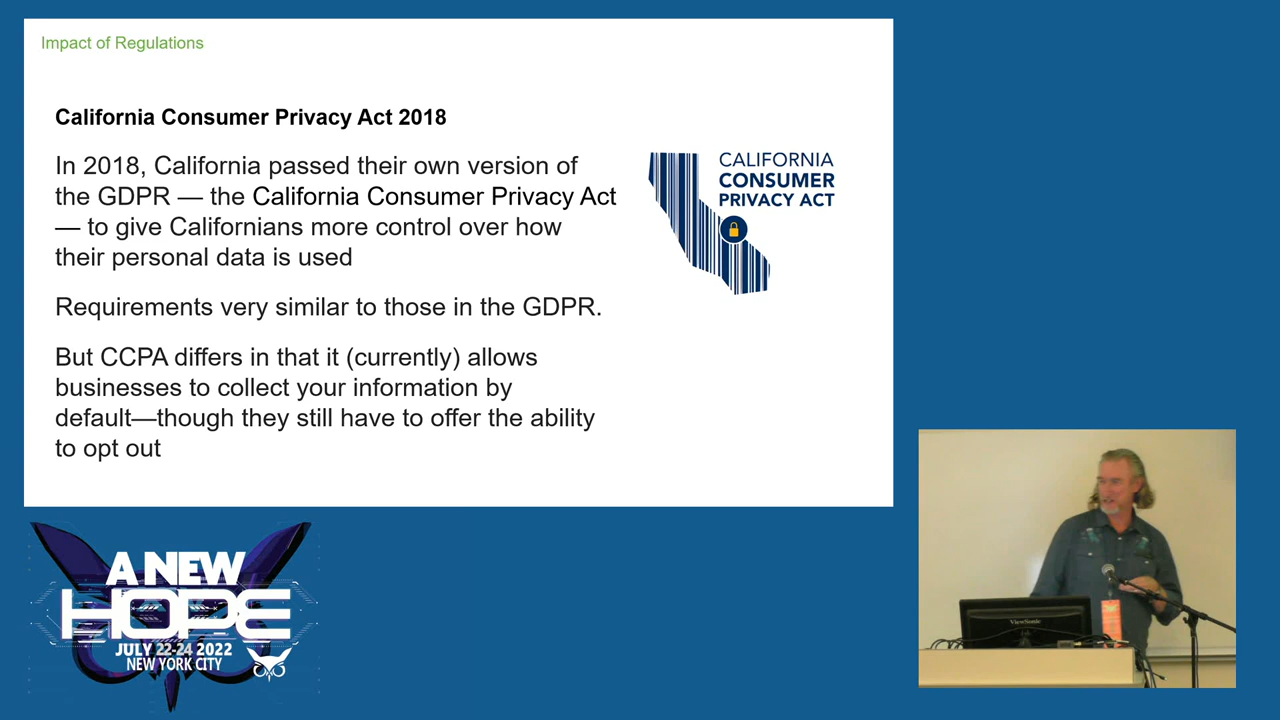 Impact of Regulations
California Consumer Privacy Act 2018
In 2018, California passed their own version of
the GDPR — the California Consumer Privacy Act
— to give Californians more control over how
their personal data is used
Requirements very similar to those in the GDPR.
But CCPA differs in that it (currently) allows
businesses to collect your information by
default—though they still have to offer the ability
to opt out
CALIFORNIA
CONSUMER
PRIVACY ACT
A NEW
HOPE
JULY 22-24 2022
NEW YORK CITY
ViewSonic